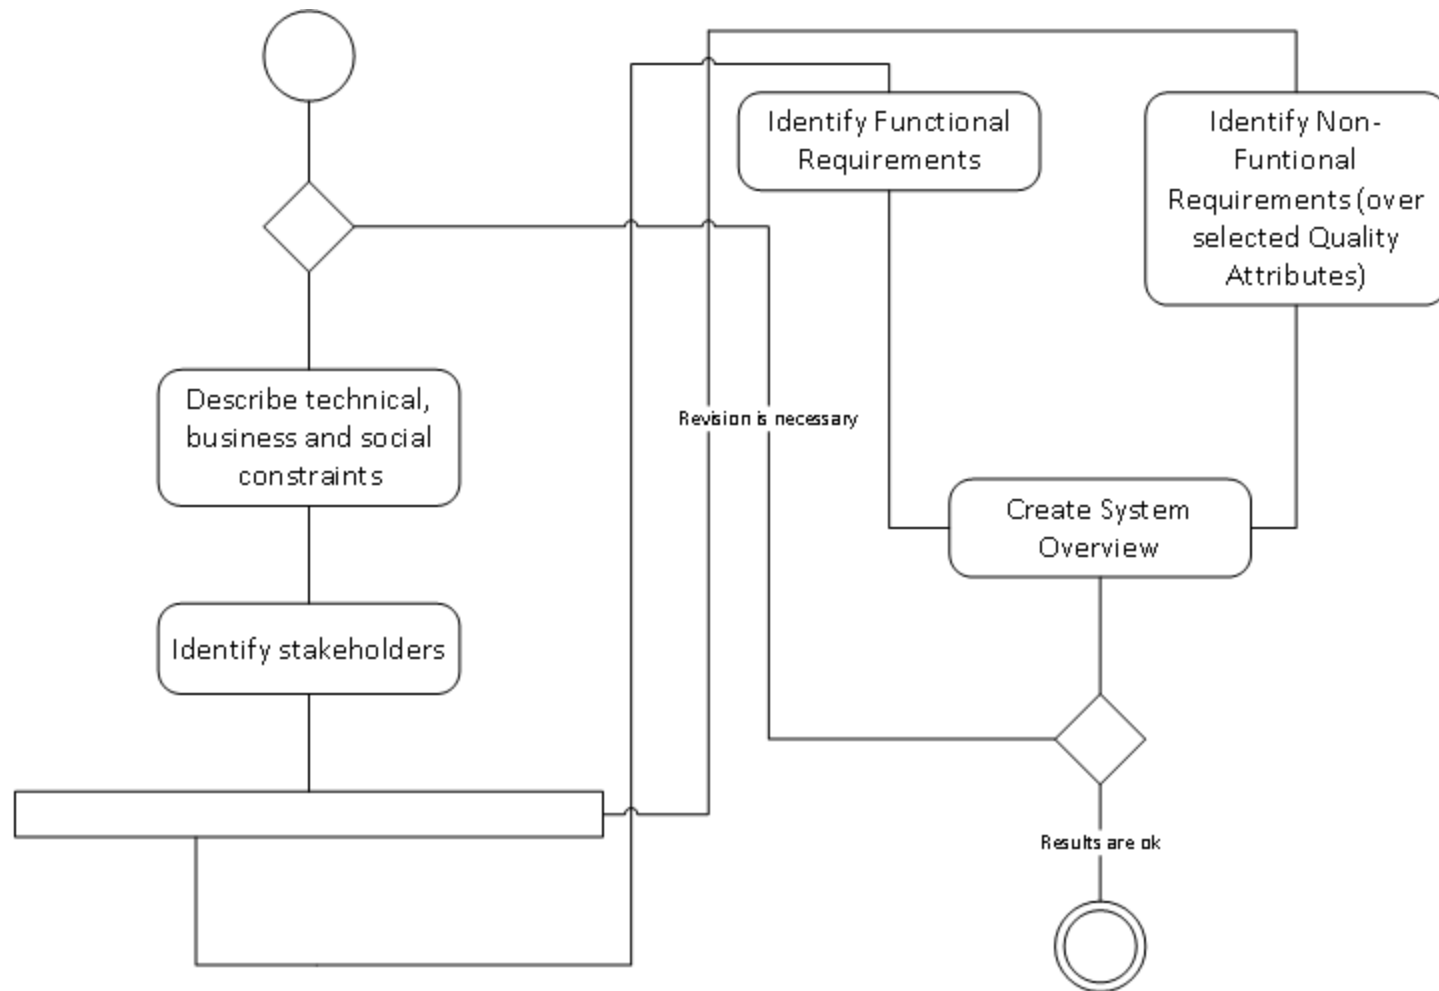 Identify Functional
Requirements
Identify Non-
Funtional
Requirements (over
selected Quality
Attributes)
Describe technical,
business and social
constraints
Revision is necessary
Create System
Overview
Identify stakeholders
Results are ok